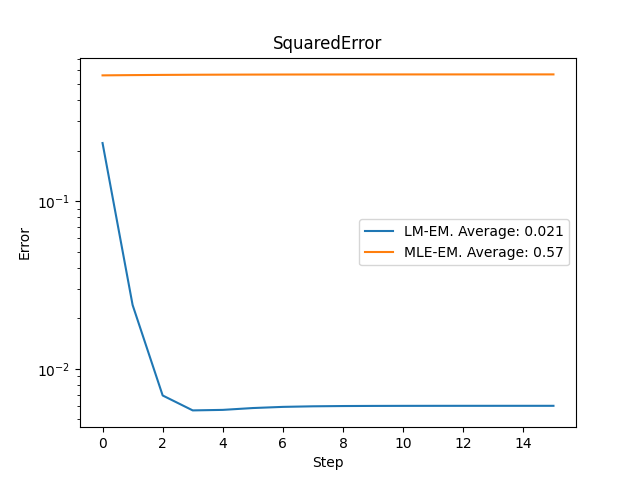 SquaredError
Error
10⁻¹
10⁻²
LM-EM. Average: 0.021
MLE-EM. Average: 0.57
0 2 4 6 8 10 12 14
Step